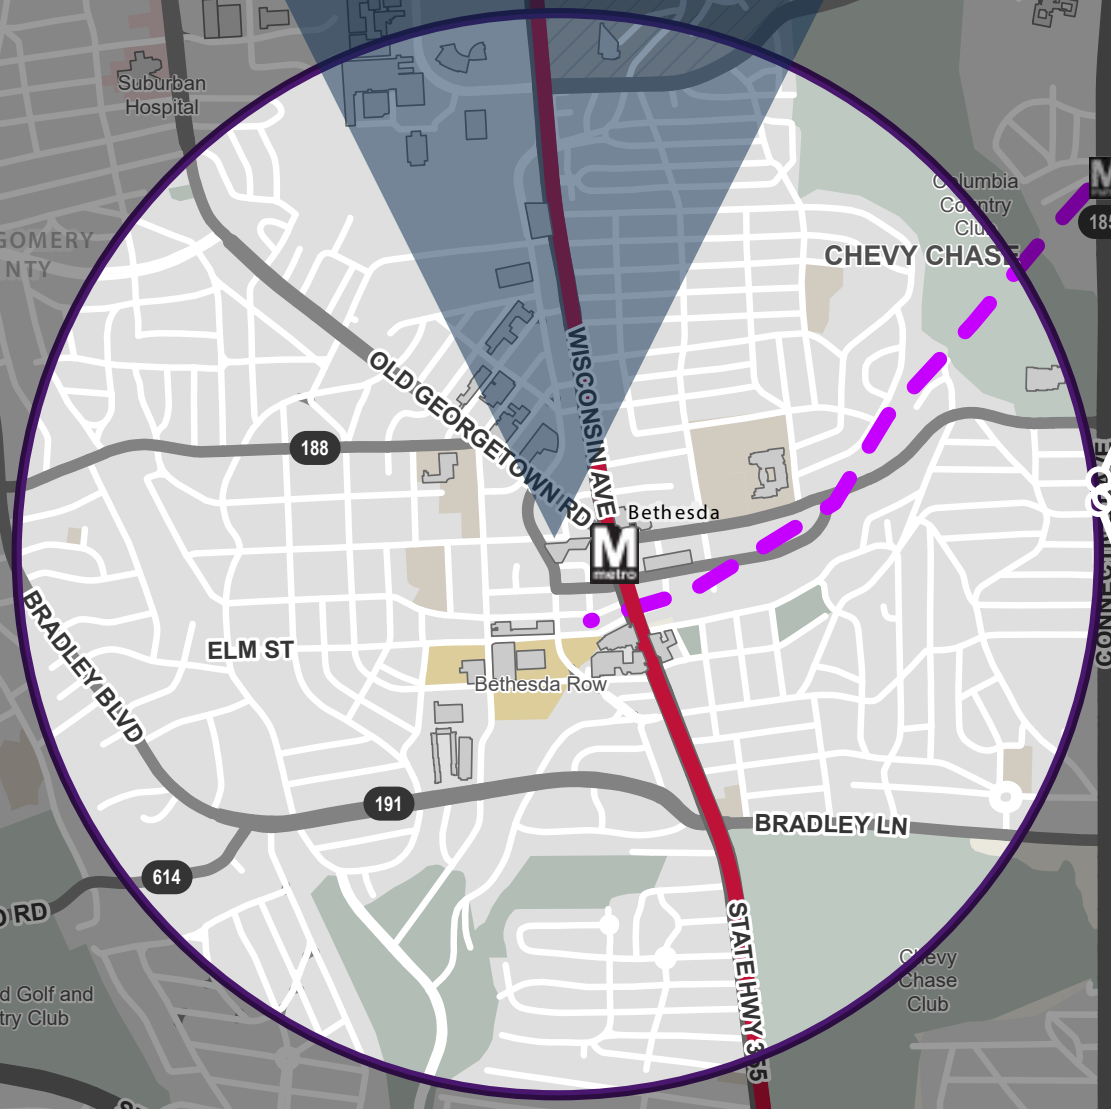 Suburban
Hospital
Columbia
Country
Club
185
GOMERY
NTY
CHEVY CHASE
WISCONSIN AVE
OLD GEORGETOWN RD
188
Bethesda
M
metro
M
BRADLEY BLVD
ELM ST
Bethesda Row
191
BRADLEY LN
614
RD
STATE HWY 355
Chevy
Chase
Club
d Golf and
try Club